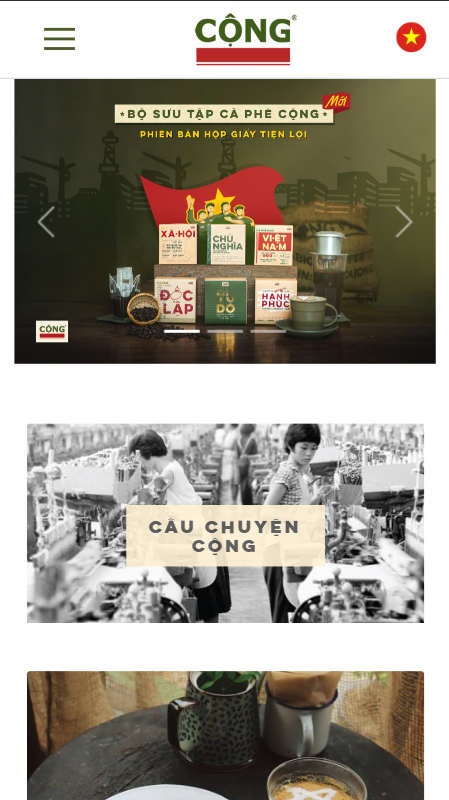 CỘNG®
Mới
★BỘ SƯU TẬP CÀ PHÊ CỘNG★
PHIÊN BẢN HỘP GIẤY TIỆN LỢI
XÃ HỘI
CHỦ
NGHĨA
VIỆT
NAM
ĐỘC
LẬP
TỰ
DO
HẠNH
PHÚC
CỘNG
CÂU CHUYỆN
CỘNG